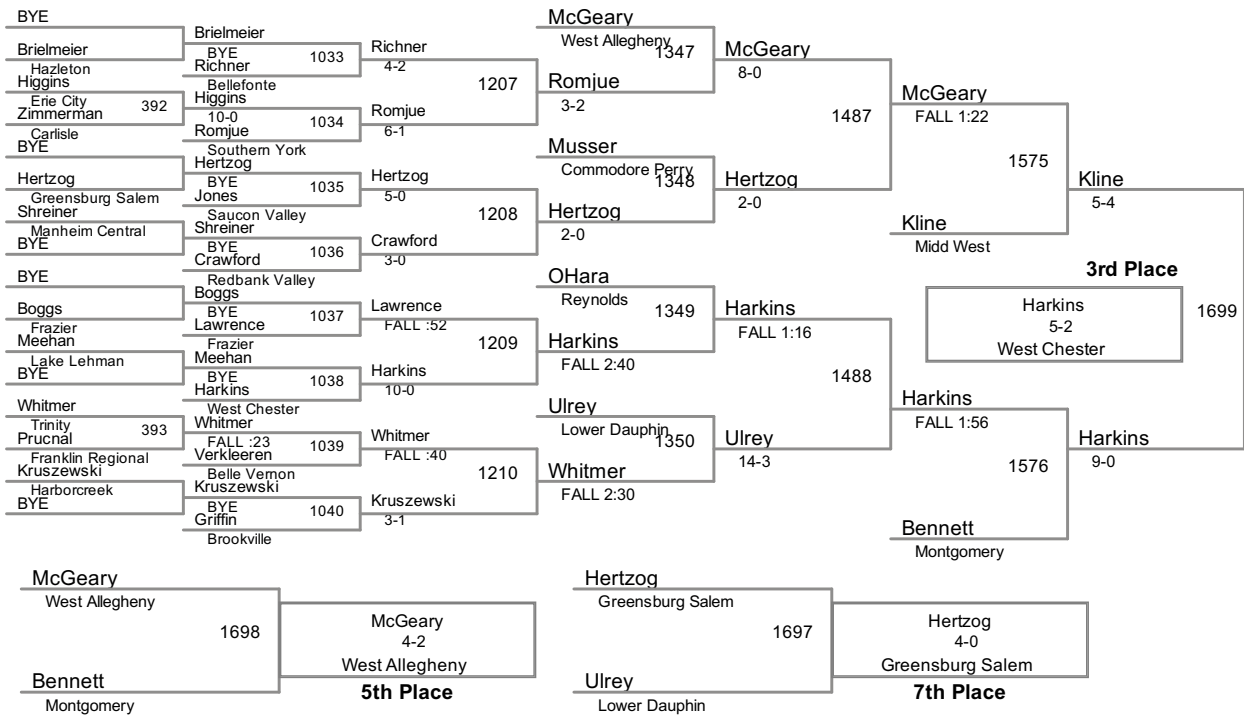 BYE
Brielmeier
Hazleton
Higgins
Erie City
392
Zimmerman
Carlisle
BYE
Hertzog
Greensburg Salem
Shreiner
Manheim Central
BYE
BYE
Boggs
Frazier
Meehan
Lake Lehman
BYE
Whitmer
Trinity
393
Prucnal
Franklin Regional
Kruszewski
Harborcreek
BYE
Brielmeier
BYE
1033
Richner
Bellefonte
Higgins
10-0
1034
Romjue
Southern York
Hertzog
BYE
1035
Jones
Saucon Valley
Shreiner
BYE
1036
Crawford
Redbank Valley
Boggs
BYE
1037
Lawrence
Frazier
Meehan
BYE
1038
Harkins
West Chester
Whitmer
FALL :23
1039
Verkleeren
Belle Vernon
Kruszewski
BYE
1040
Griffin
Brookville
Richner
4-2
1207
Romjue
6-1
Hertzog
5-0
1208
Crawford
3-0
Lawrence
FALL :52
1209
Harkins
10-0
Whitmer
FALL :40
1210
Kruszewski
3-1
McGeary
West Allegheny
1347
Romjue
3-2
Musser
Commodore Perry
1348
Hertzog
2-0
OHara
Reynolds
1349
Harkins
FALL 2:40
Ulrey
Lower Dauphin
1350
Whitmer
FALL 2:30
McGeary
8-0
1487
Hertzog
2-0
Harkins
FALL 1:16
1488
Ulrey
14-3
McGeary
FALL 1:22
1575
Kline
Midd West
Harkins
FALL 1:56
1576
Bennett
Montgomery
Kline
5-4
3rd Place
1699
Harkins
5-2
West Chester
Harkins
9-0
McGeary
West Allegheny
1698
Bennett
Montgomery
McGeary
4-2
West Allegheny
5th Place
Hertzog
Greensburg Salem
1697
Ulrey
Lower Dauphin
Hertzog
4-0
Greensburg Salem
7th Place